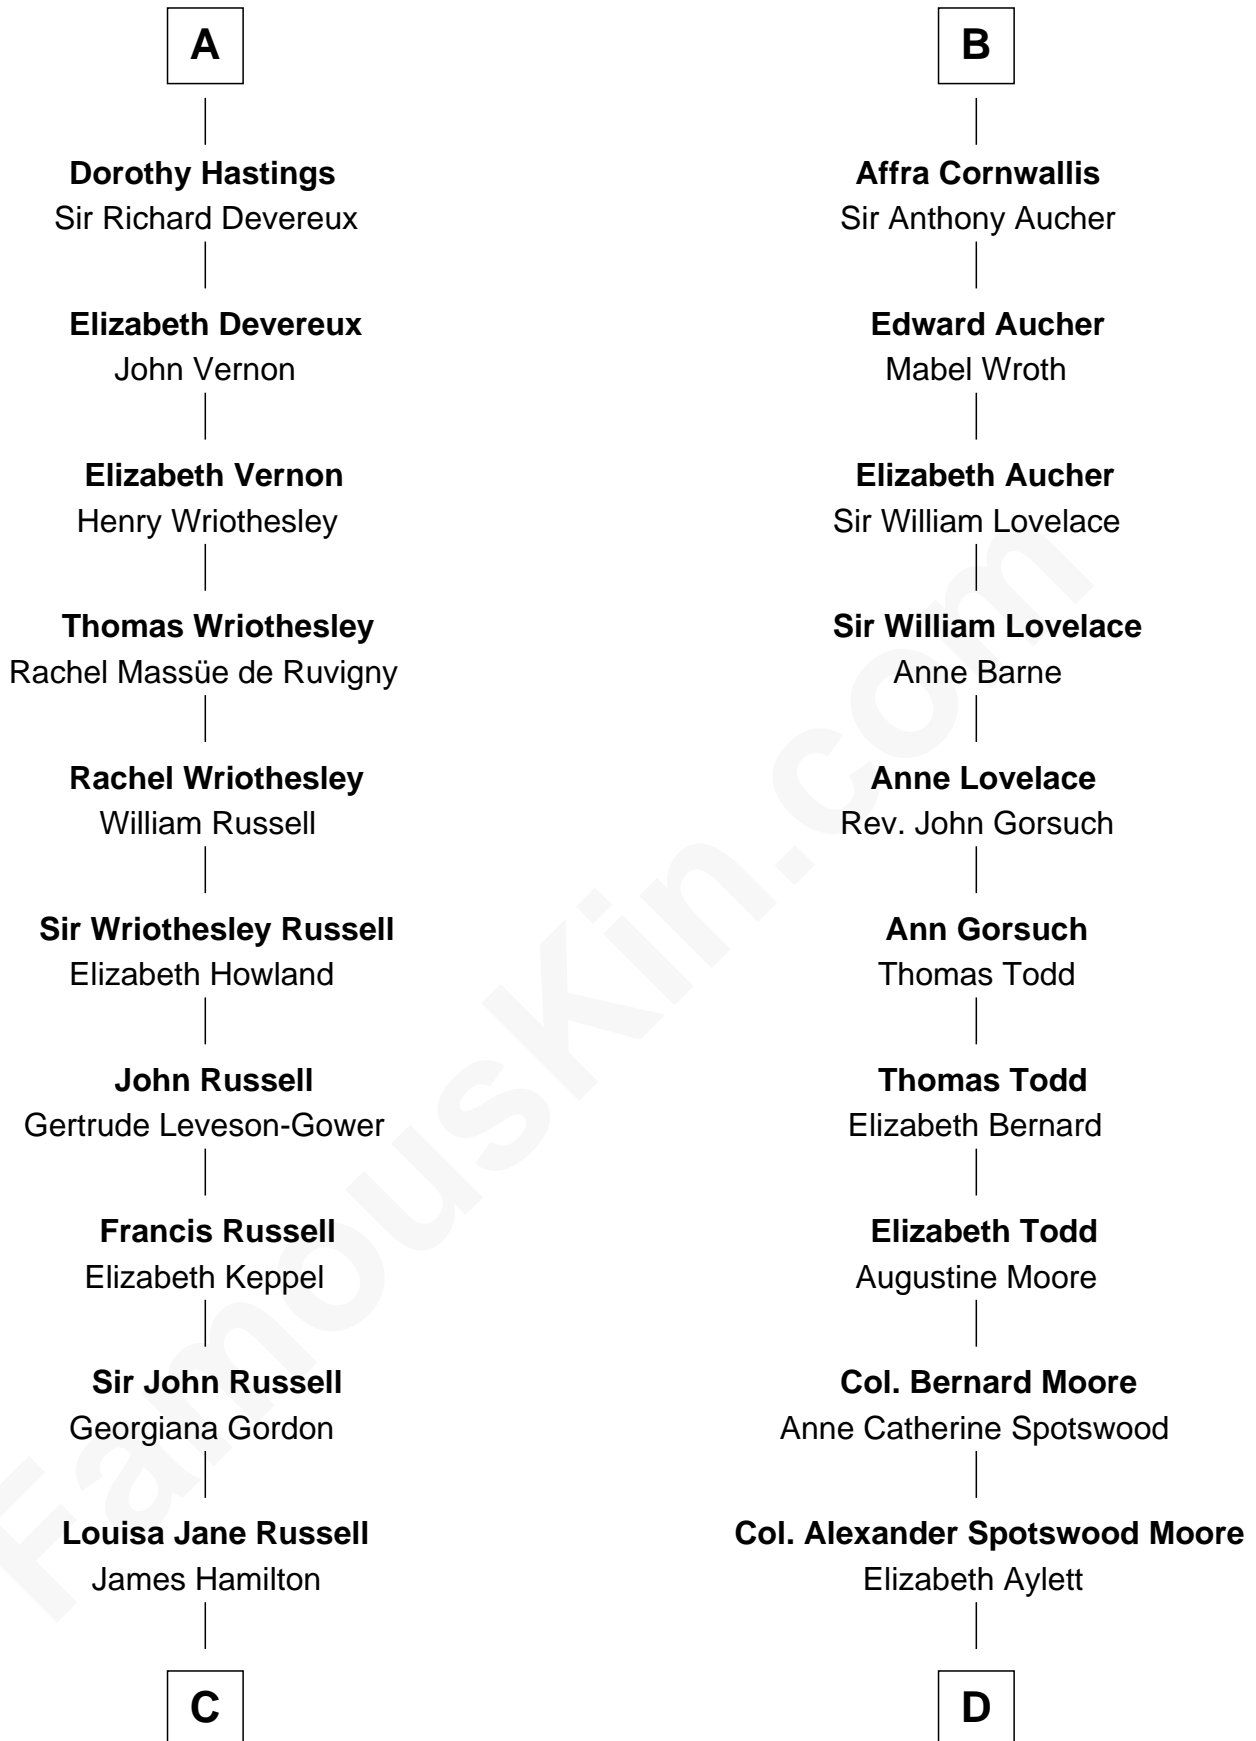 A
Dorothy Hastings
Sir Richard Devereux
Elizabeth Devereux
John Vernon
Elizabeth Vernon
Henry Wriothesley
Thomas Wriothesley
Rachel Massüe de Ruvigny
Rachel Wriothesley
William Russell
Sir Wriothesley Russell
Elizabeth Howland
John Russell
Gertrude Leveson-Gower
Francis Russell
Elizabeth Keppel
Sir John Russell
Georgiana Gordon
Louisa Jane Russell
James Hamilton
C
B
Affra Cornwallis
Sir Anthony Aucher
Edward Aucher
Mabel Wroth
Elizabeth Aucher
Sir William Lovelace
Sir William Lovelace
Anne Barne
Anne Lovelace
Rev. John Gorsuch
Ann Gorsuch
Thomas Todd
Thomas Todd
Elizabeth Bernard
Elizabeth Todd
Augustine Moore
Col. Bernard Moore
Anne Catherine Spotswood
Col. Alexander Spotswood Moore
Elizabeth Aylett
D
FamousKin.com